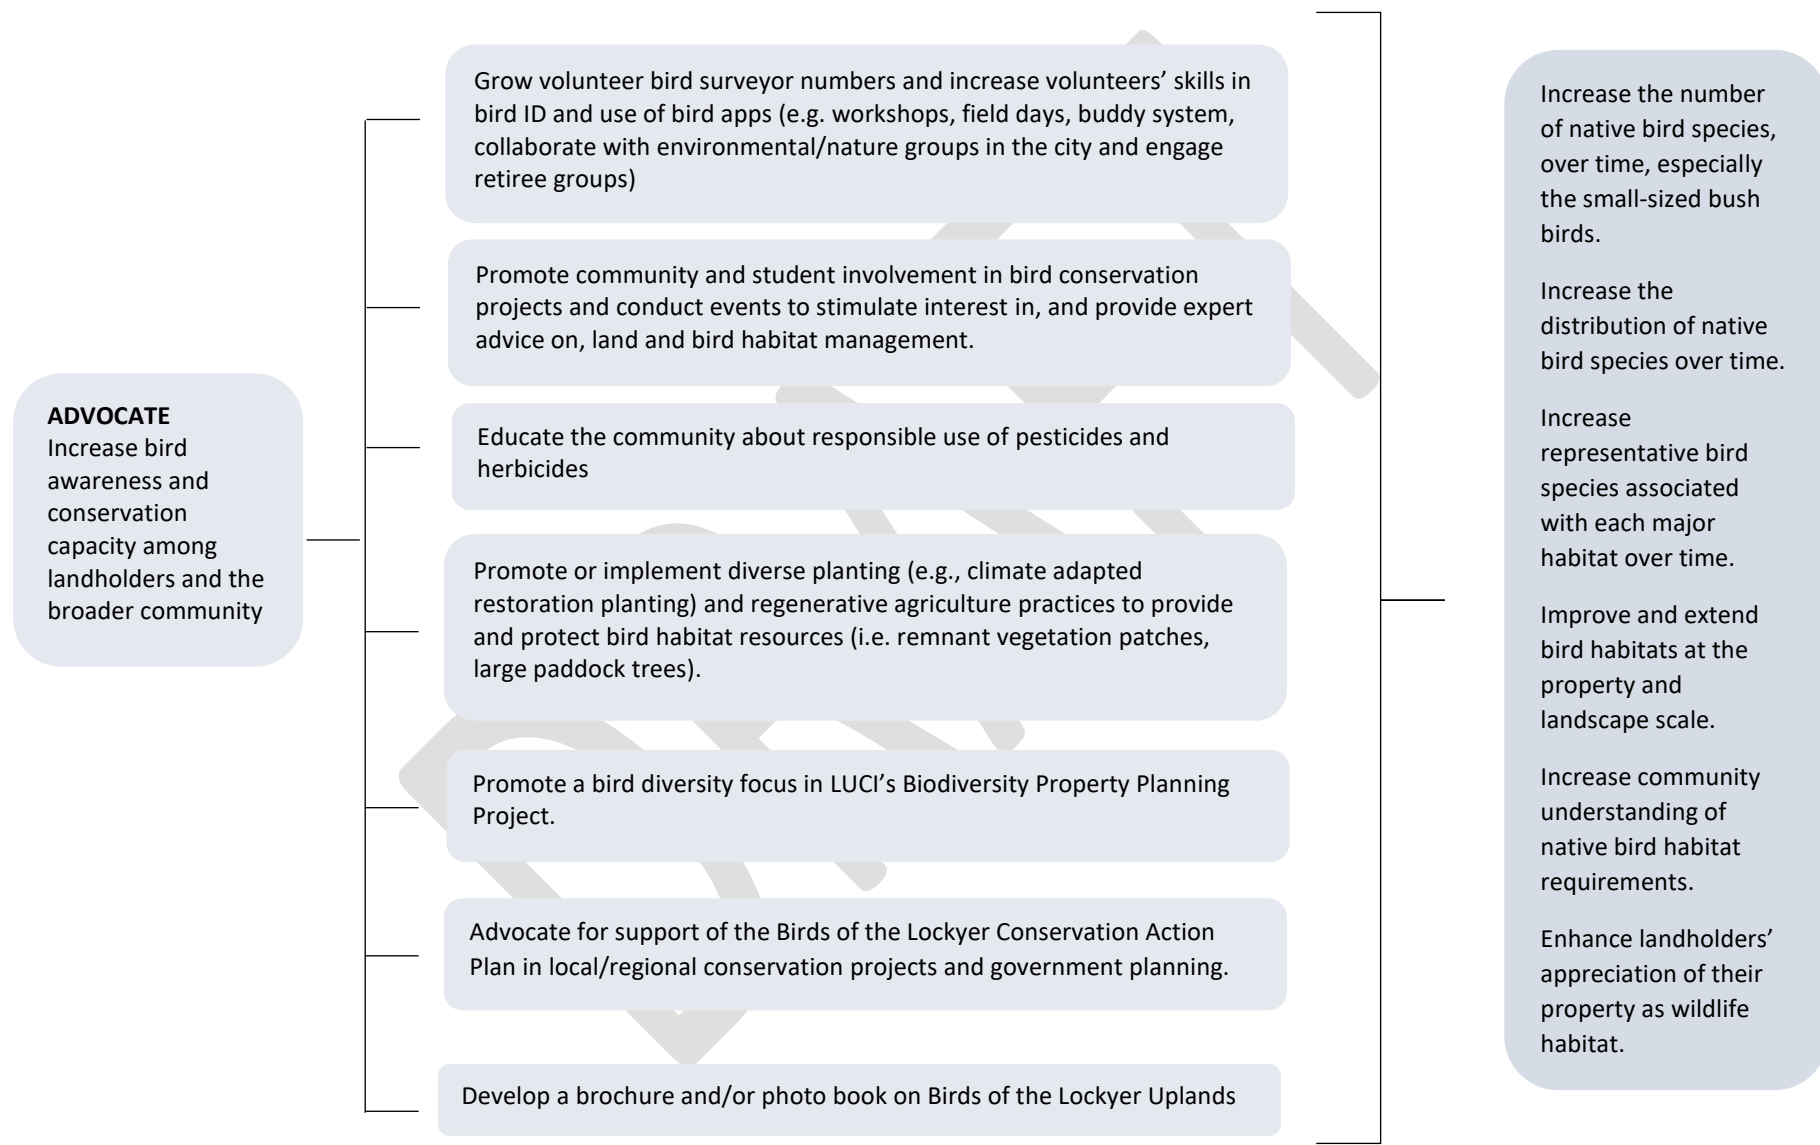 ADVOCATE
Increase bird
awareness and
conservation
capacity among
landholders and the
broader community
Grow volunteer bird surveyor numbers and increase volunteers’ skills in
bird ID and use of bird apps (e.g. workshops, field days, buddy system,
collaborate with environmental/nature groups in the city and engage
retiree groups)
Promote community and student involvement in bird conservation
projects and conduct events to stimulate interest in, and provide expert
advice on, land and bird habitat management.
Educate the community about responsible use of pesticides and
herbicides
Promote or implement diverse planting (e.g., climate adapted
restoration planting) and regenerative agriculture practices to provide
and protect bird habitat resources (i.e. remnant vegetation patches,
large paddock trees).
Promote a bird diversity focus in LUCI’s Biodiversity Property Planning
Project.
Advocate for support of the Birds of the Lockyer Conservation Action
Plan in local/regional conservation projects and government planning.
Develop a brochure and/or photo book on Birds of the Lockyer Uplands
Increase the number
of native bird species,
over time, especially
the small-sized bush
birds.
Increase the
distribution of native
bird species over time.
Increase
representative bird
species associated
with each major
habitat over time.
Improve and extend
bird habitats at the
property and
landscape scale.
Increase community
understanding of
native bird habitat
requirements.
Enhance landholders’
appreciation of their
property as wildlife
habitat.
DRAFT